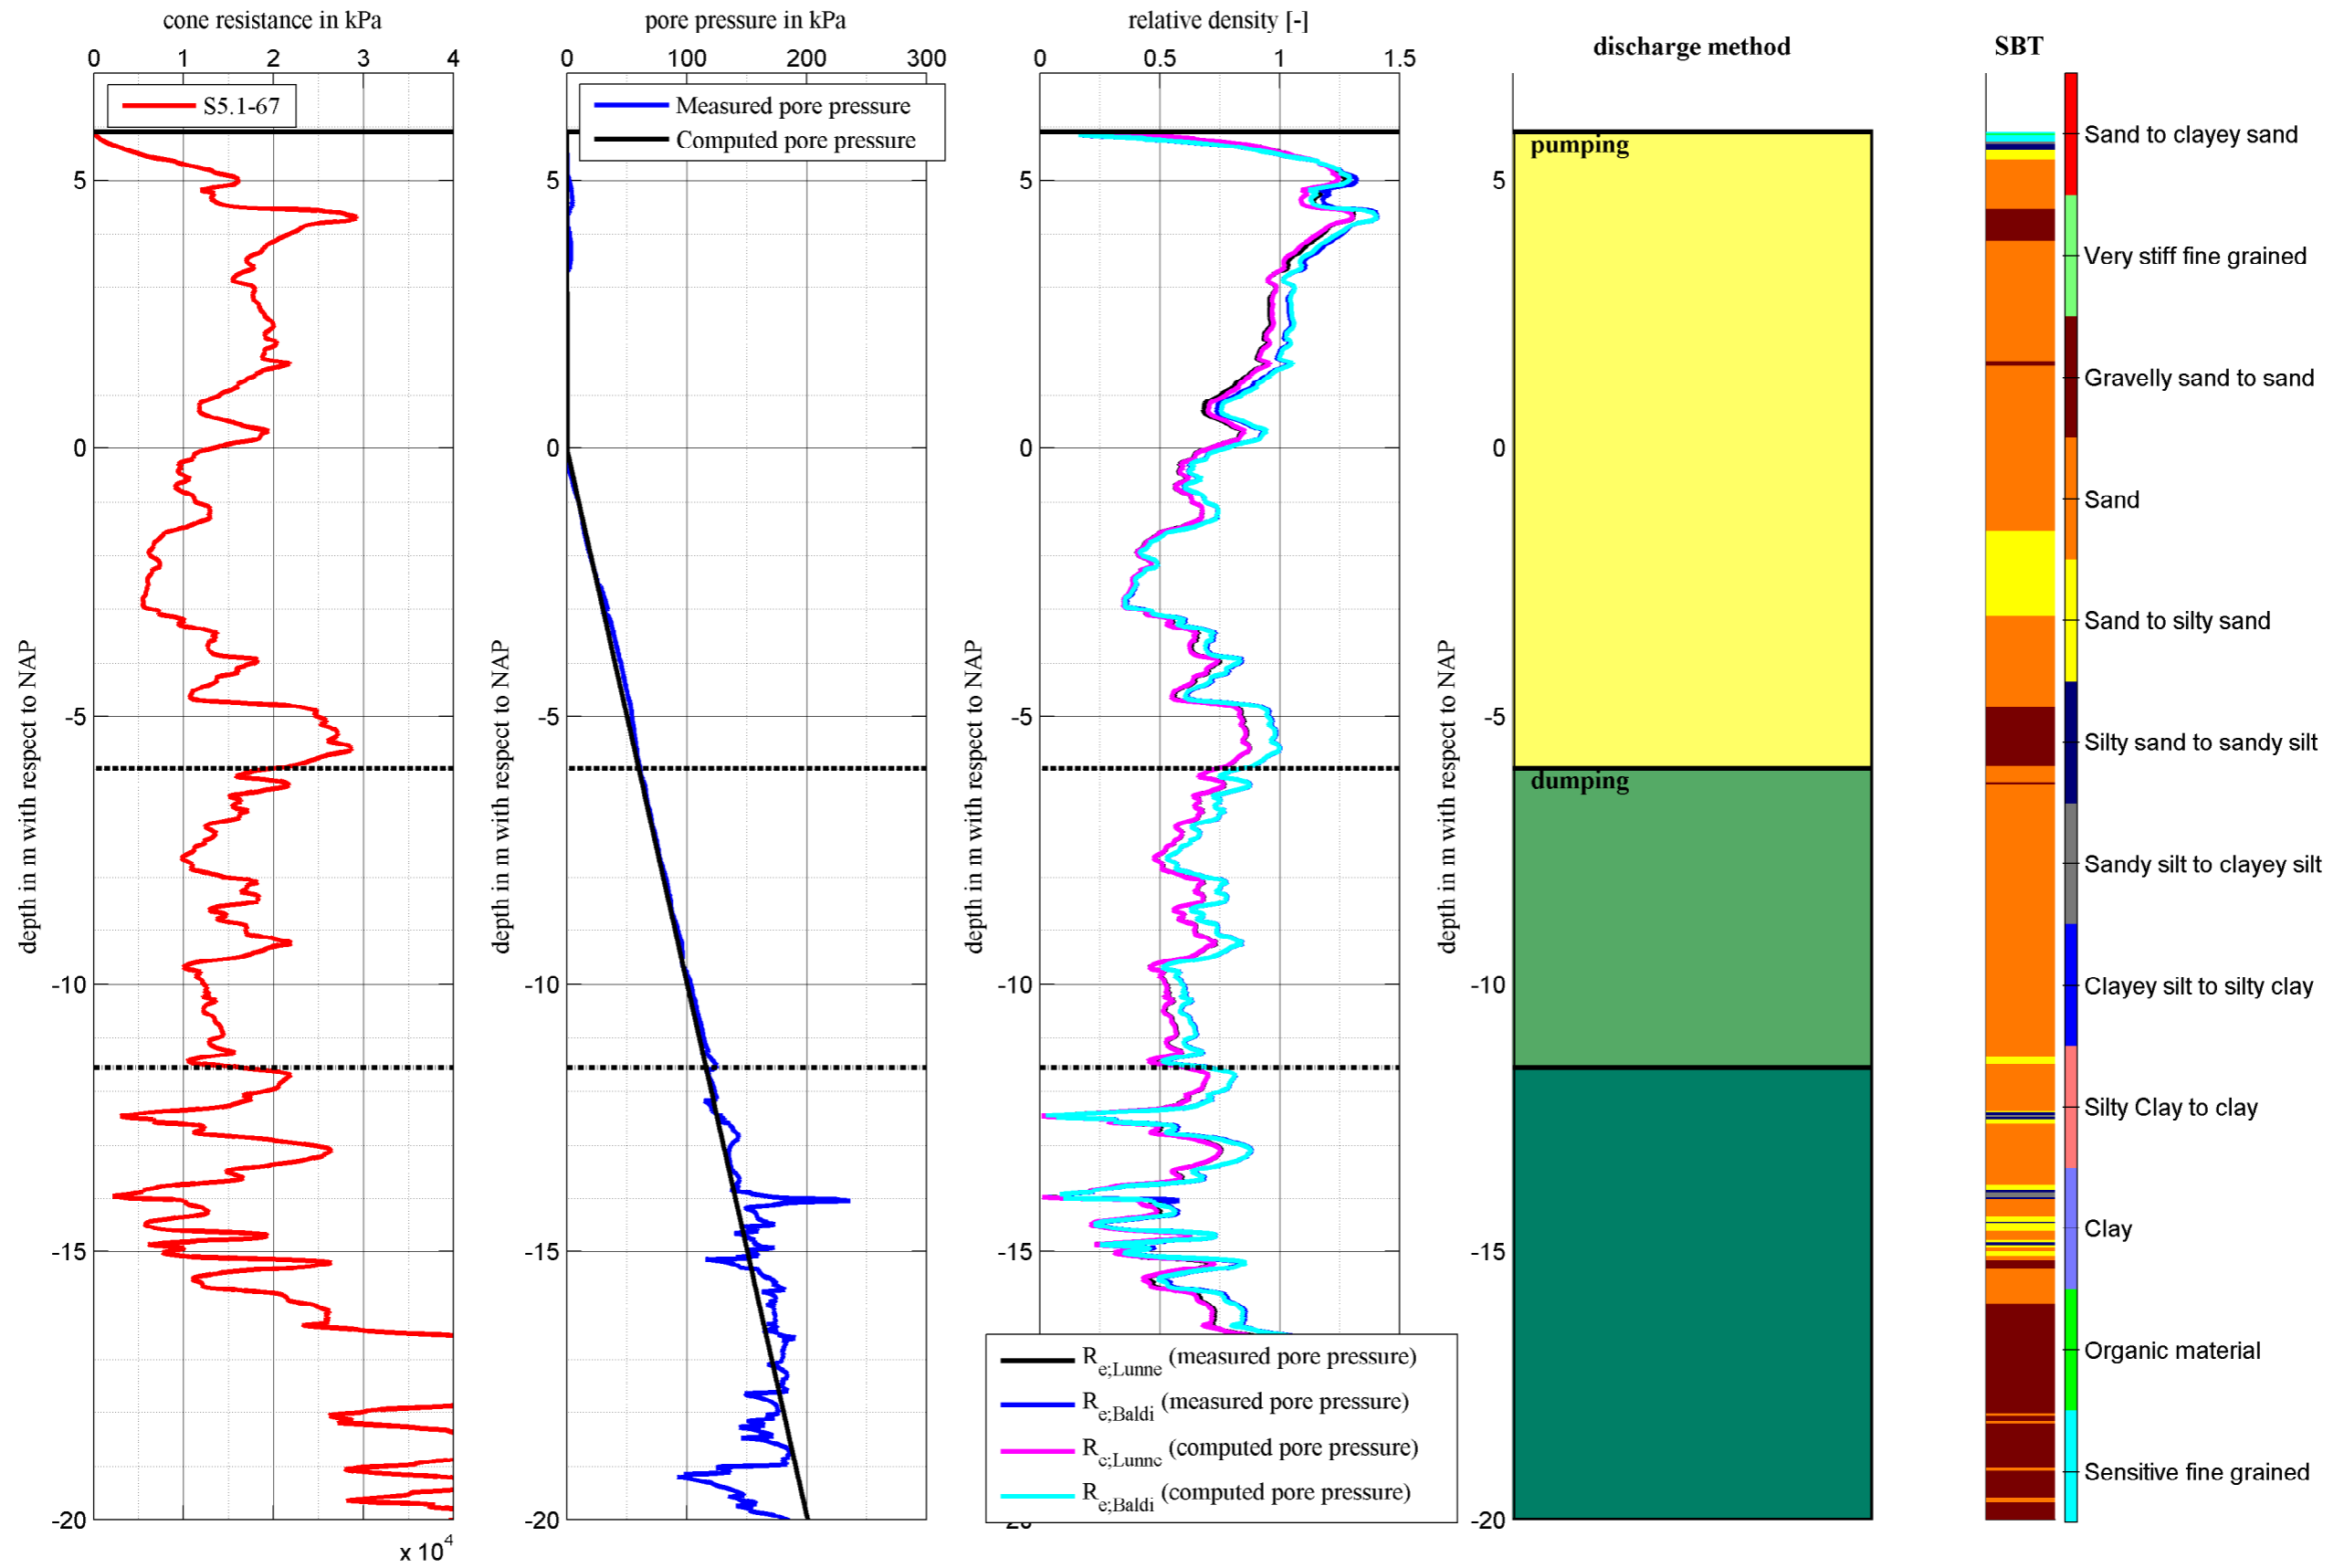 cone resistance in kPa
0 1 2 3 4
S5.1-67
5
0
-5
-10
-15
-20
depth in m with respect to NAP
x 10^4
pore pressure in kPa
0 100 200 300
Measured pore pressure
Computed pore pressure
5
0
-5
-10
-15
-20
depth in m with respect to NAP
relative density [-]
0 0.5 1 1.5
5
0
-5
-10
-15
depth in m with respect to NAP
R_e;Lunne (measured pore pressure)
R_e;Baldi (measured pore pressure)
R_e;Lunne (computed pore pressure)
R_e;Baldi (computed pore pressure)
discharge method
pumping
dumping
5
0
-5
-10
-15
-20
depth in m with respect to NAP
SBT
Sand to clayey sand
Very stiff fine grained
Gravelly sand to sand
Sand
Sand to silty sand
Silty sand to sandy silt
Sandy silt to clayey silt
Clayey silt to silty clay
Silty Clay to clay
Clay
Organic material
Sensitive fine grained